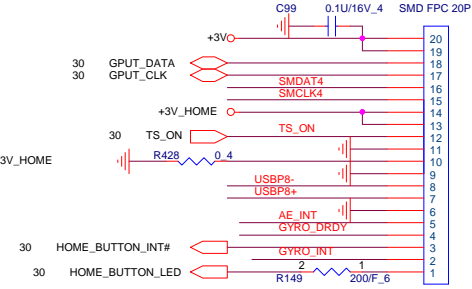 C99 0.1U/16V_4 SMD FPC 20P
+3V 20
19
30 GPUT_DATA 18
30 GPUT_CLK 17
SMDAT4 16
SMCLK4 15
+3V_HOME 14
13
30 TS_ON TS_ON 12
11
3V_HOME R428 0_4 10
9
USBP8- 8
USBP8+ 7
6
AE_INT 5
GYRO_DRDY 4
30 HOME_BUTTON_INT# 3
GYRO_INT 2
30 HOME_BUTTON_LED 2 1 1
R149 200/F_6